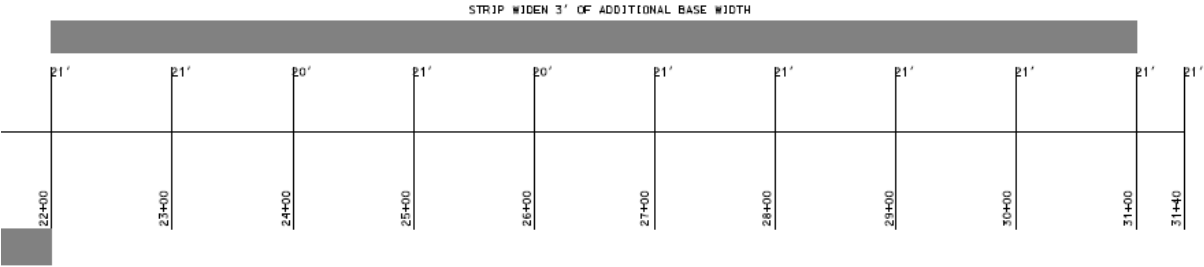 STRIP WIDEN 3' OF ADDITIONAL BASE WIDTH
21' 21' 20' 21' 20' 21' 21' 21' 21' 21' 21'
22+00 23+00 24+00 25+00 26+00 27+00 28+00 29+00 30+00 31+00 31+40